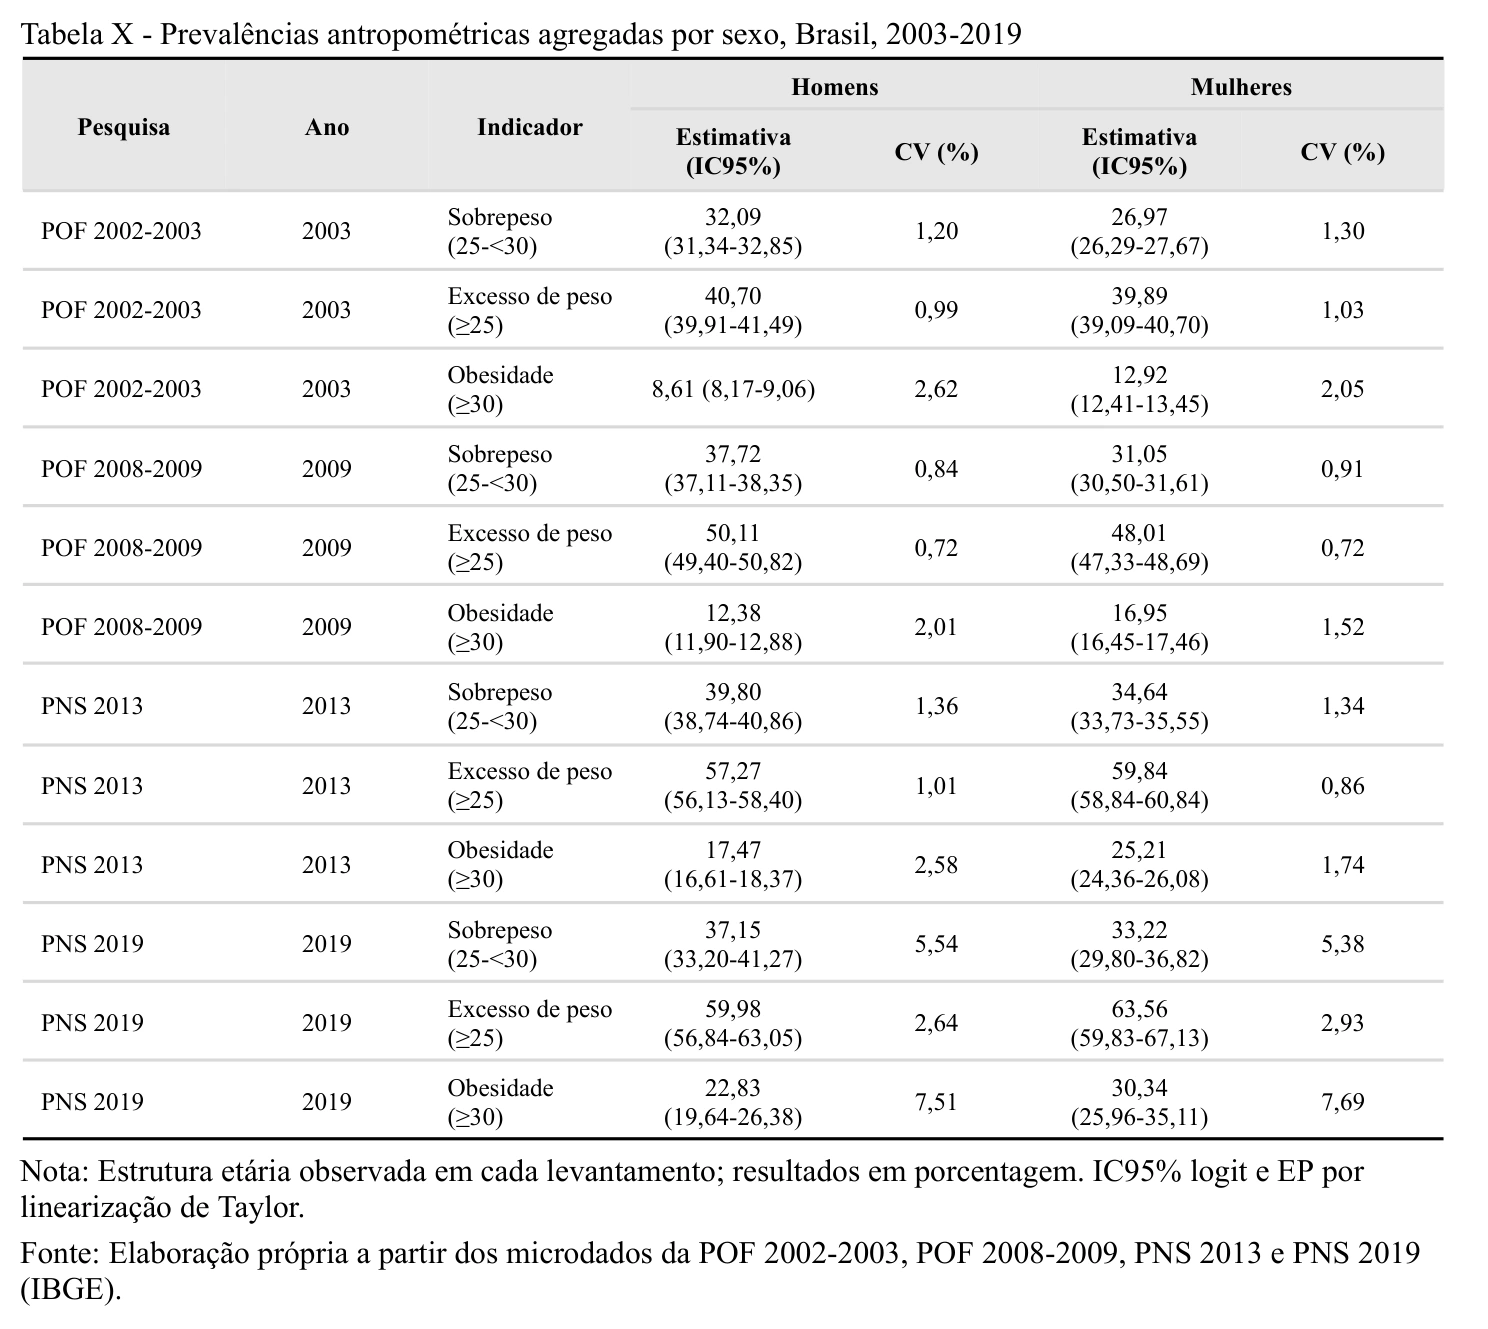 Tabela X - Prevalências antropométricas agregadas por sexo, Brasil, 2003-2019
Pesquisa Ano Indicador Homens Mulheres
Estimativa (IC95%) CV (%) Estimativa (IC95%) CV (%)
POF 2002-2003 2003 Sobrepeso (25-<30) 32,09 (31,34-32,85) 1,20 26,97 (26,29-27,67) 1,30
POF 2002-2003 2003 Excesso de peso (≥25) 40,70 (39,91-41,49) 0,99 39,89 (39,09-40,70) 1,03
POF 2002-2003 2003 Obesidade (≥30) 8,61 (8,17-9,06) 2,62 12,92 (12,41-13,45) 2,05
POF 2008-2009 2009 Sobrepeso (25-<30) 37,72 (37,11-38,35) 0,84 31,05 (30,50-31,61) 0,91
POF 2008-2009 2009 Excesso de peso (≥25) 50,11 (49,40-50,82) 0,72 48,01 (47,33-48,69) 0,72
POF 2008-2009 2009 Obesidade (≥30) 12,38 (11,90-12,88) 2,01 16,95 (16,45-17,46) 1,52
PNS 2013 2013 Sobrepeso (25-<30) 39,80 (38,74-40,86) 1,36 34,64 (33,73-35,55) 1,34
PNS 2013 2013 Excesso de peso (≥25) 57,27 (56,13-58,40) 1,01 59,84 (58,84-60,84) 0,86
PNS 2013 2013 Obesidade (≥30) 17,47 (16,61-18,37) 2,58 25,21 (24,36-26,08) 1,74
PNS 2019 2019 Sobrepeso (25-<30) 37,15 (33,20-41,27) 5,54 33,22 (29,80-36,82) 5,38
PNS 2019 2019 Excesso de peso (≥25) 59,98 (56,84-63,05) 2,64 63,56 (59,83-67,13) 2,93
PNS 2019 2019 Obesidade (≥30) 22,83 (19,64-26,38) 7,51 30,34 (25,96-35,11) 7,69
Nota: Estrutura etária observada em cada levantamento; resultados em porcentagem. IC95% logit e EP por
linearização de Taylor.
Fonte: Elaboração própria a partir dos microdados da POF 2002-2003, POF 2008-2009, PNS 2013 e PNS 2019
(IBGE).